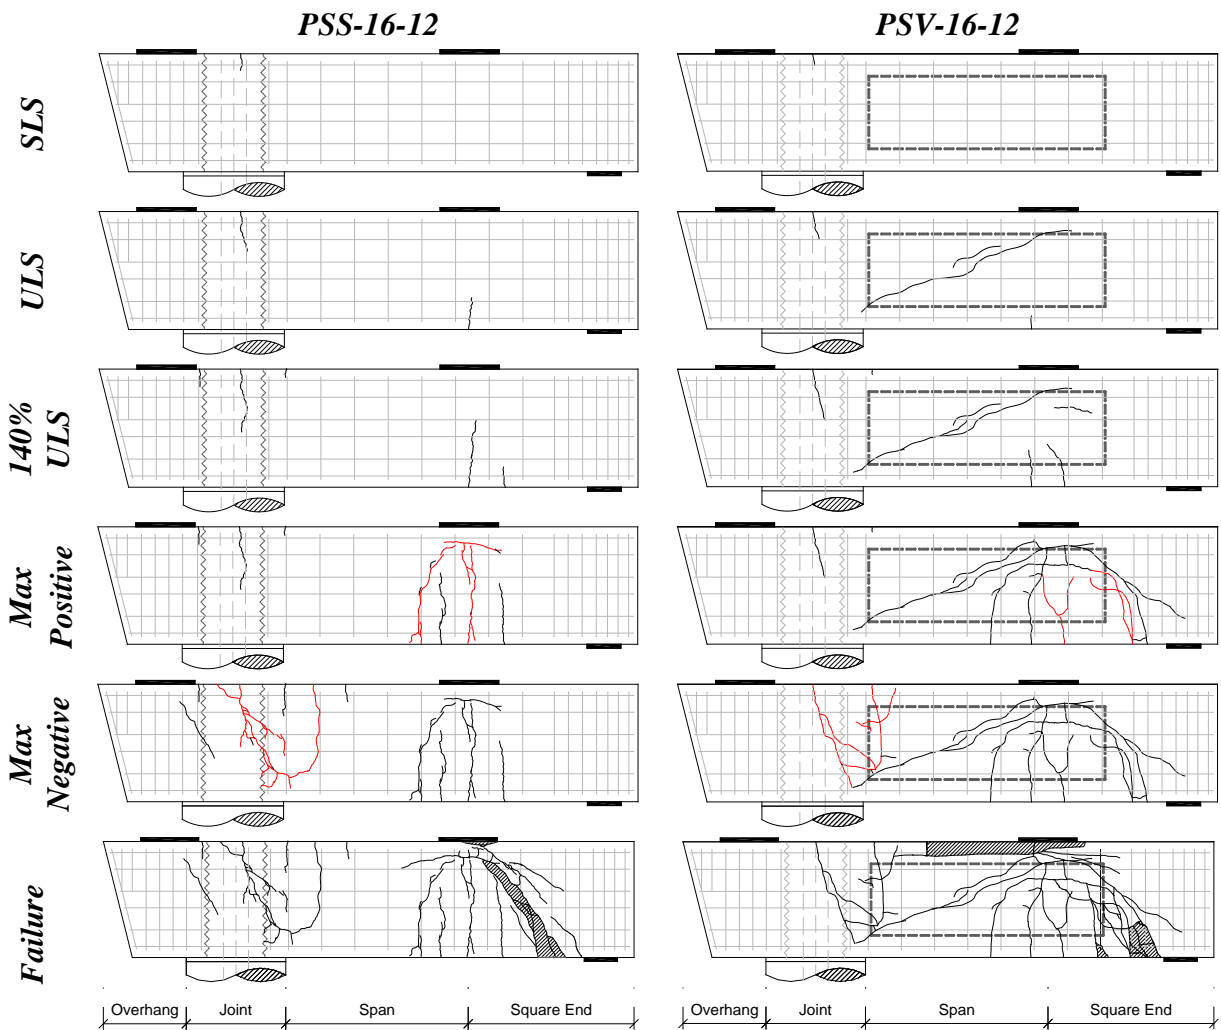 PSS-16-12
PSV-16-12
SLS
ULS
140%
ULS
Max
Positive
Max
Negative
Failure
Overhang
Joint
Span
Square End
Overhang
Joint
Span
Square End